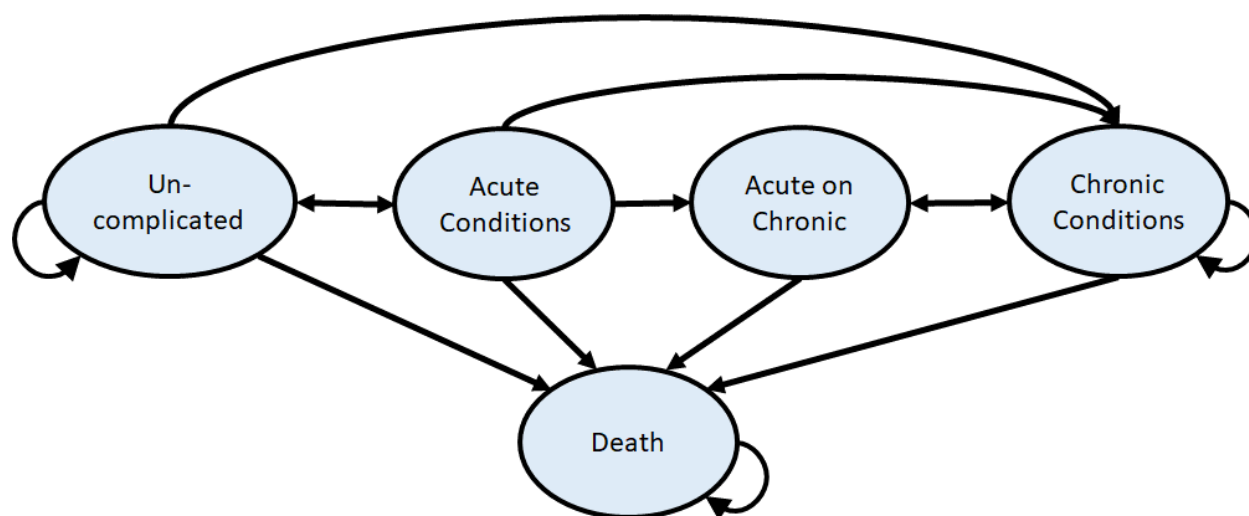 Un-
complicated
Acute
Conditions
Acute on
Chronic
Chronic
Conditions
Death